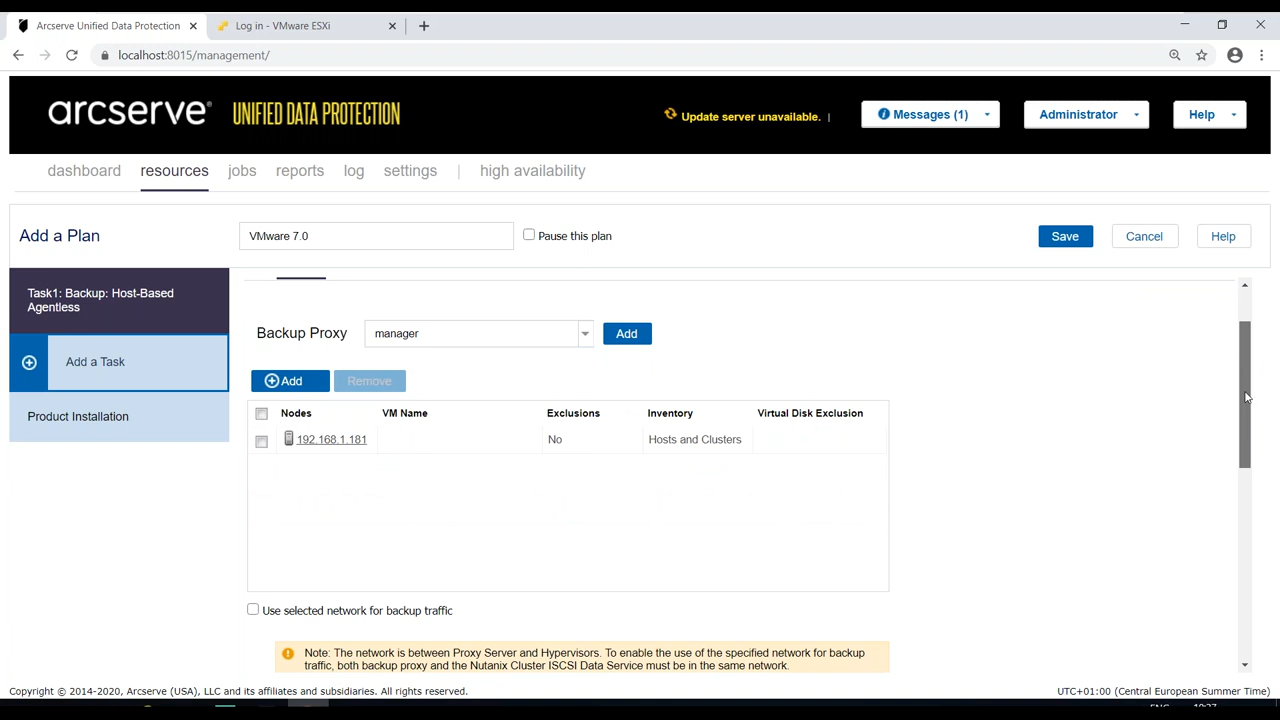 Arcserve Unified Data Protection
Log in - VMware ESXi
localhost:8015/management/
arcserve® UNIFIED DATA PROTECTION
Update server unavailable. |
Messages (1)
Administrator
Help
dashboard resources jobs reports log settings | high availability
Add a Plan
VMware 7.0
Pause this plan
Save
Cancel
Help
Task1: Backup: Host-Based
Agentless
Add a Task
Product Installation
Backup Proxy
manager
Add
Add
Remove
Nodes VM Name Exclusions Inventory Virtual Disk Exclusion
192.168.1.181 No Hosts and Clusters
Use selected network for backup traffic
Note: The network is between Proxy Server and Hypervisors. To enable the use of the specified network for backup
traffic, both backup proxy and the Nutanix Cluster ISCSI Data Service must be in the same network.
Copyright © 2014-2020, Arcserve (USA), LLC and its affiliates and subsidiaries. All rights reserved.
UTC+01:00 (Central European Summer Time)